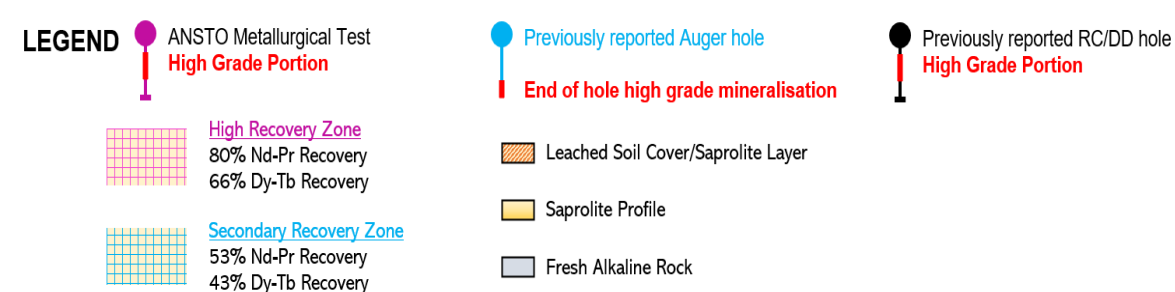 LEGEND
ANSTO Metallurgical Test
High Grade Portion
Previously reported Auger hole
End of hole high grade mineralisation
Previously reported RC/DD hole
High Grade Portion
High Recovery Zone
80% Nd-Pr Recovery
66% Dy-Tb Recovery
Secondary Recovery Zone
53% Nd-Pr Recovery
43% Dy-Tb Recovery
Leached Soil Cover/Saprolite Layer
Saprolite Profile
Fresh Alkaline Rock